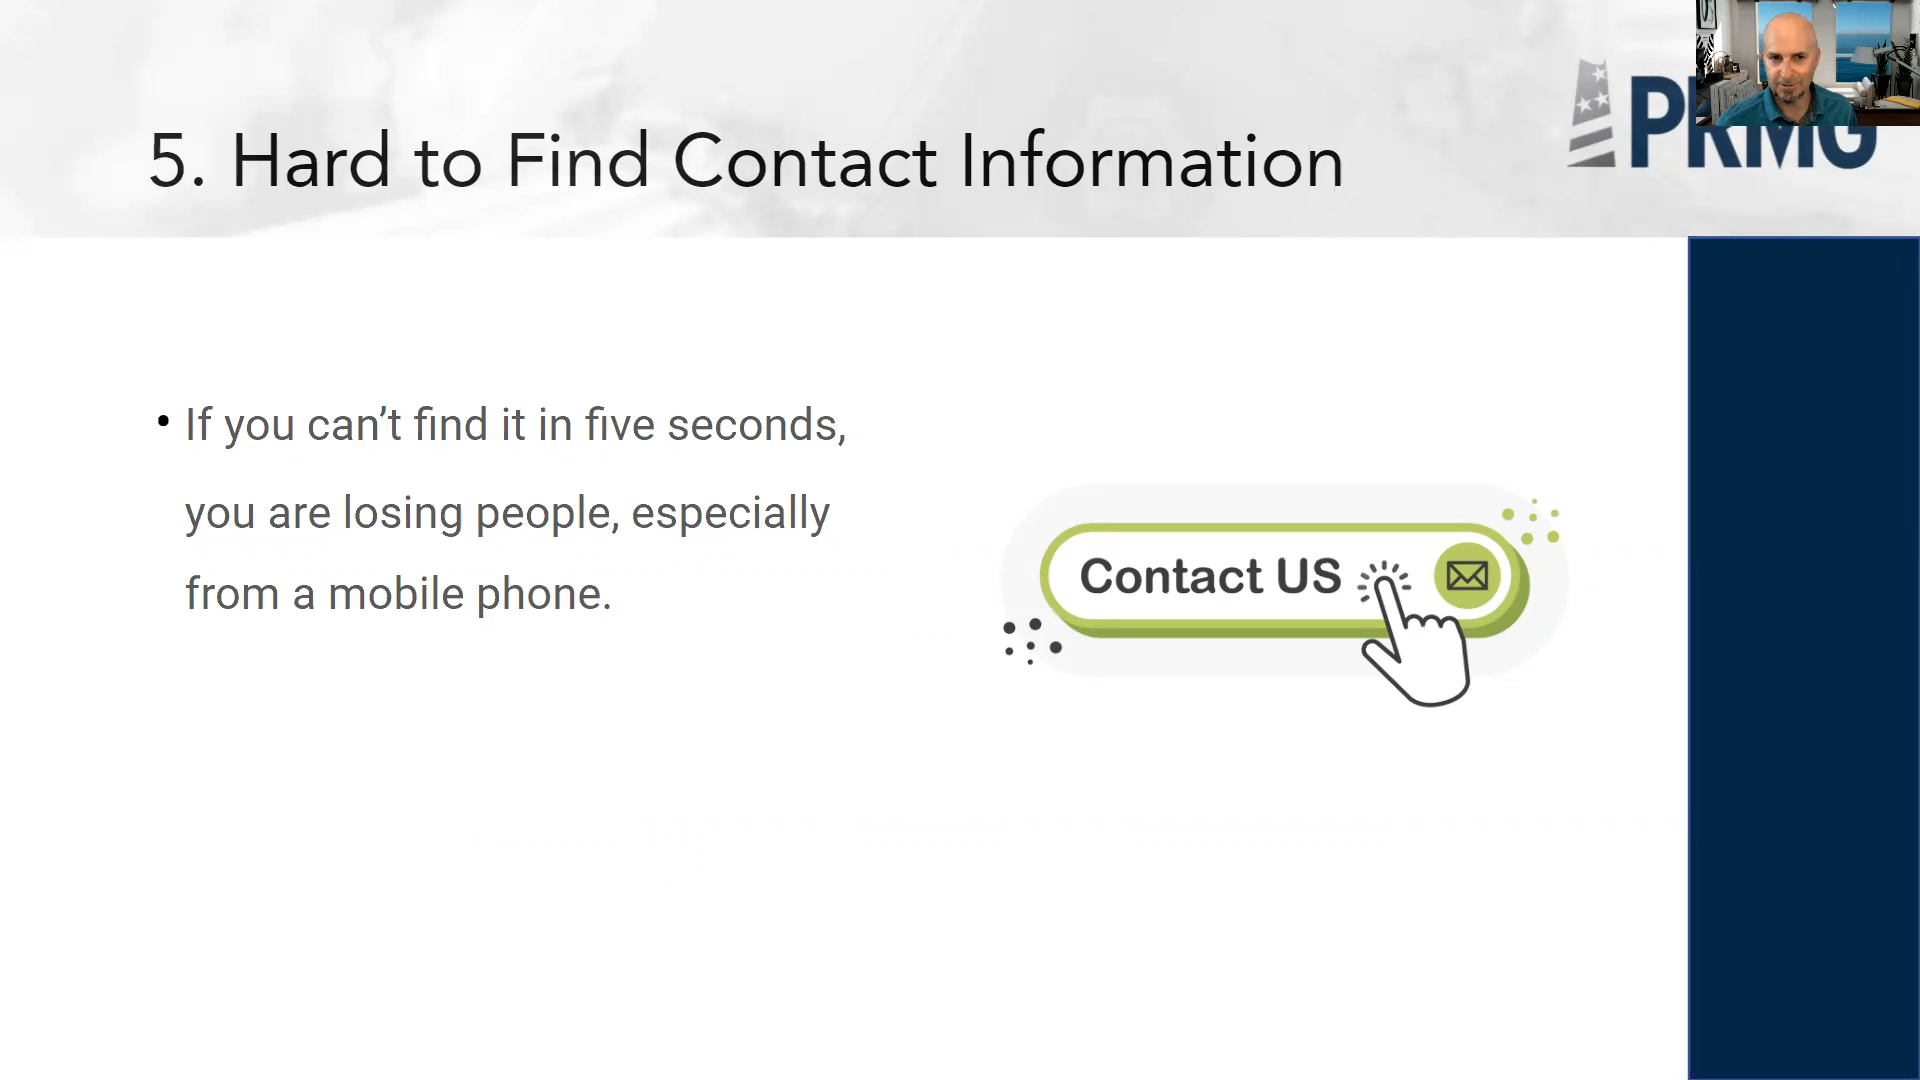 5. Hard to Find Contact Information
PRMG
• If you can’t find it in five seconds,
you are losing people, especially
from a mobile phone.
Contact US